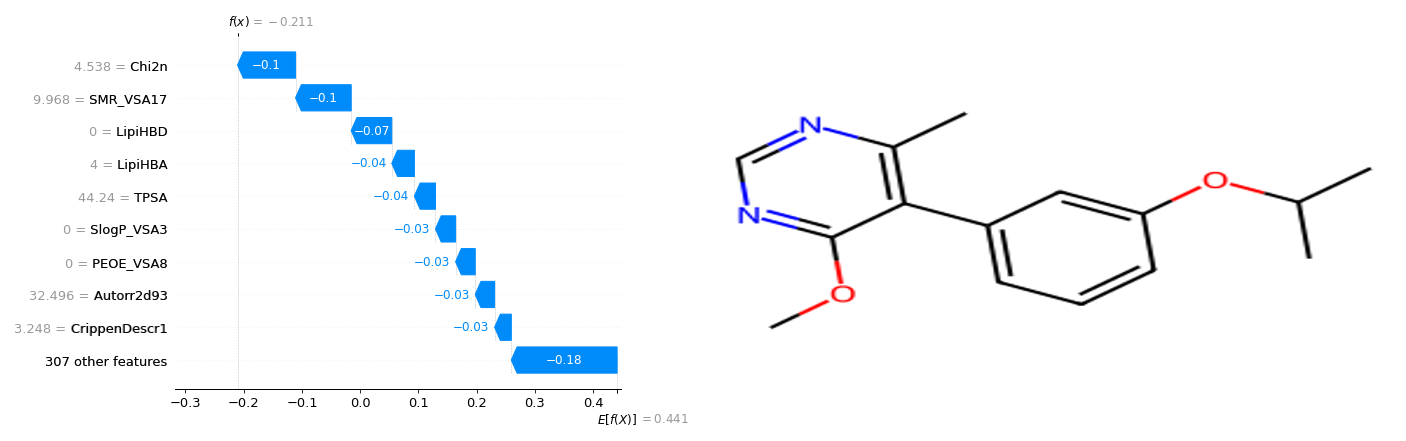 f(x) = −0.211
4.538 = Chi2n
−0.1
9.968 = SMR_VSA17
−0.1
0 = LipiHBD
−0.07
4 = LipiHBA
−0.04
44.24 = TPSA
−0.04
0 = SlogP_VSA3
−0.03
0 = PEOE_VSA8
−0.03
32.496 = Autorr2d93
−0.03
3.248 = CrippenDescr1
−0.03
307 other features
−0.18
−0.3 −0.2 −0.1 0.0 0.1 0.2 0.3 0.4
E[f(X)] = 0.441
N
N
O
O